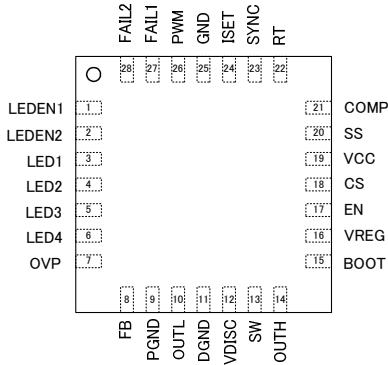 FAIL2 FAIL1 PWM GND ISET SYNC RT
28 27 26 25 24 23 22
LEDEN1 1 21 COMP
LEDEN2 2 20 SS
LED1 3 19 VCC
LED2 4 18 CS
LED3 5 17 EN
LED4 6 16 VREG
OVP 7 15 BOOT
8 9 10 11 12 13 14
FB PGND OUTL DGND VDISC SW OUTH